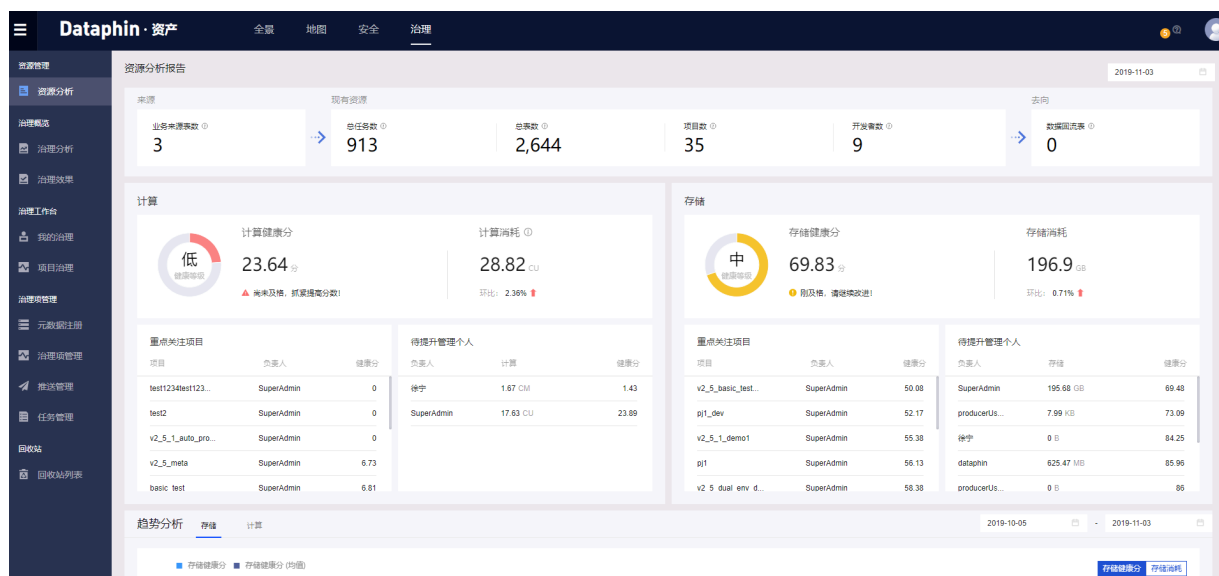 Dataphin · 资产 全景 地图 安全 治理 5
资源管理
资源分析
治理概览
治理分析
治理效果
治理工作台
我的治理
项目治理
治理项管理
元数据注册
治理项管理
推送管理
任务管理
回收站
回收站列表
资源分析报告 2019-11-03
来源 现有资源 去向
业务来源表数 总任务数 总表数 项目数 开发者数 数据回流表
3 913 2,644 35 9 0
计算
低 健康等级
计算健康分
23.64 分
尚未及格，抓紧提高分数!
计算消耗
28.82 CU
环比: 2.36%
重点关注项目
项目 负责人 健康分
test1234test123... SuperAdmin 0
test2 SuperAdmin 0
v2_5_1_auto_pro... SuperAdmin 0
v2_5_meta SuperAdmin 6.73
basic_test SuperAdmin 6.81
待提升管理个人
负责人 计算 健康分
徐宁 1.67 CM 1.43
SuperAdmin 17.63 CU 23.89
存储
中 健康等级
存储健康分
69.83 分
刚及格，请继续改进!
存储消耗
196.9 GB
环比: 0.71%
重点关注项目
项目 负责人 健康分
v2_5_basic_test... SuperAdmin 50.08
pj1_dev SuperAdmin 52.17
v2_5_1_demo1 SuperAdmin 55.38
pj1 SuperAdmin 56.13
v2_5_dual_env_d... SuperAdmin 58.38
待提升管理个人
负责人 存储 健康分
SuperAdmin 195.68 GB 69.48
producerUs... 7.99 KB 73.09
徐宁 0 B 84.25
dataphin 625.47 MB 85.96
producerUs... 0 B 86
趋势分析 存储 计算 2019-10-05 - 2019-11-03
存储健康分 存储健康分 (均值) 存储健康分 存储消耗